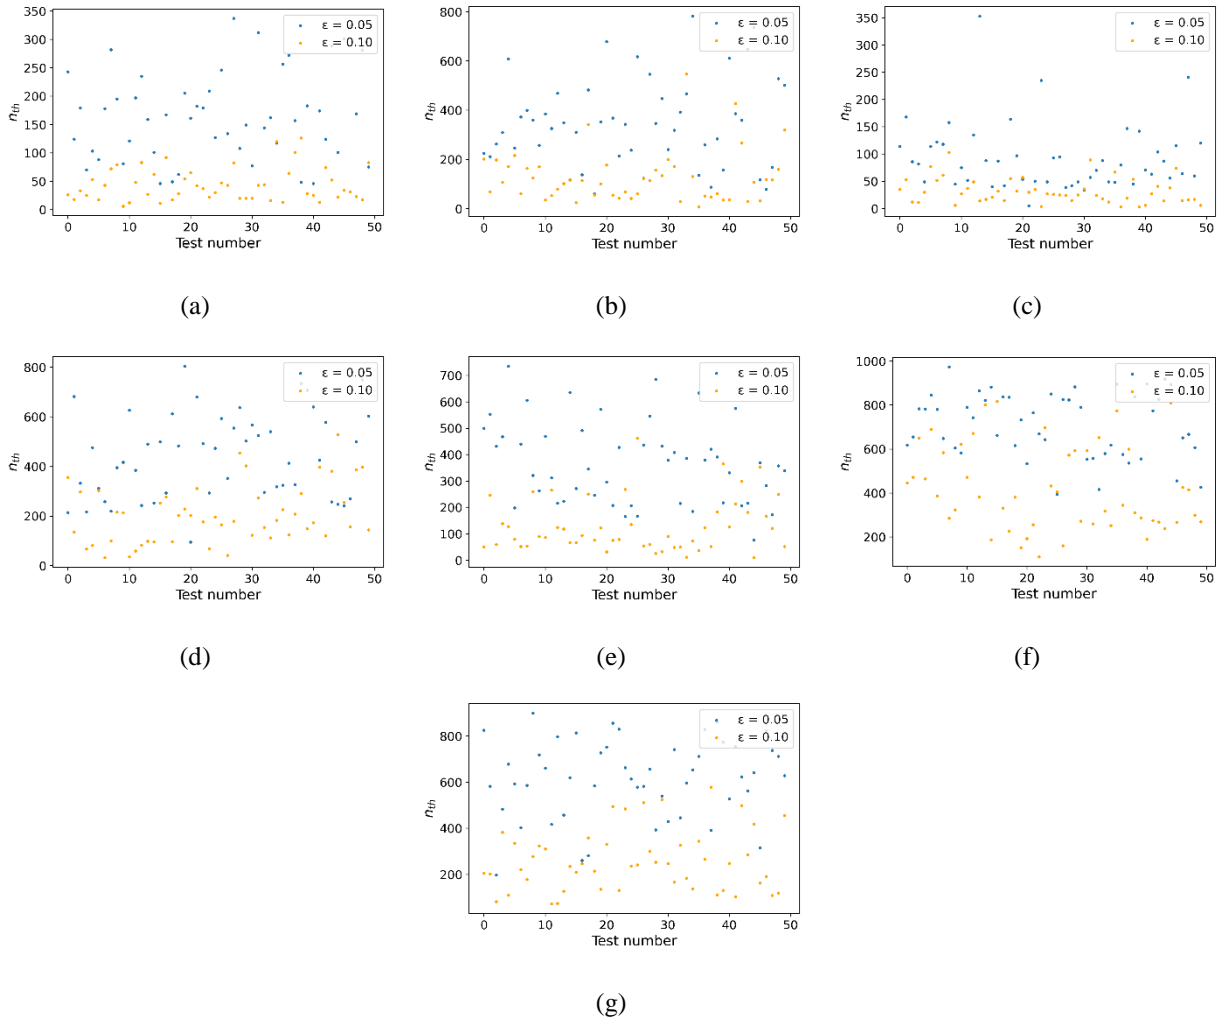 350
300
250
200
150
100
50
0
n_th
ε = 0.05
ε = 0.10
0 10 20 30 40 50
Test number
(a)
800
600
400
200
0
n_th
ε = 0.05
ε = 0.10
0 10 20 30 40 50
Test number
(b)
350
300
250
200
150
100
50
0
n_th
ε = 0.05
ε = 0.10
0 10 20 30 40 50
Test number
(c)
800
600
400
200
0
n_th
ε = 0.05
ε = 0.10
0 10 20 30 40 50
Test number
(d)
700
600
500
400
300
200
100
0
n_th
ε = 0.05
ε = 0.10
0 10 20 30 40 50
Test number
(e)
1000
800
600
400
200
n_th
ε = 0.05
ε = 0.10
0 10 20 30 40 50
Test number
(f)
800
600
400
200
n_th
ε = 0.05
ε = 0.10
0 10 20 30 40 50
Test number
(g)